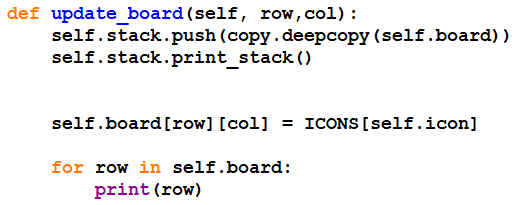 def update_board(self, row,col):
    self.stack.push(copy.deepcopy(self.board))
    self.stack.print_stack()
    self.board[row][col] = ICONS[self.icon]
    for row in self.board:
        print(row)